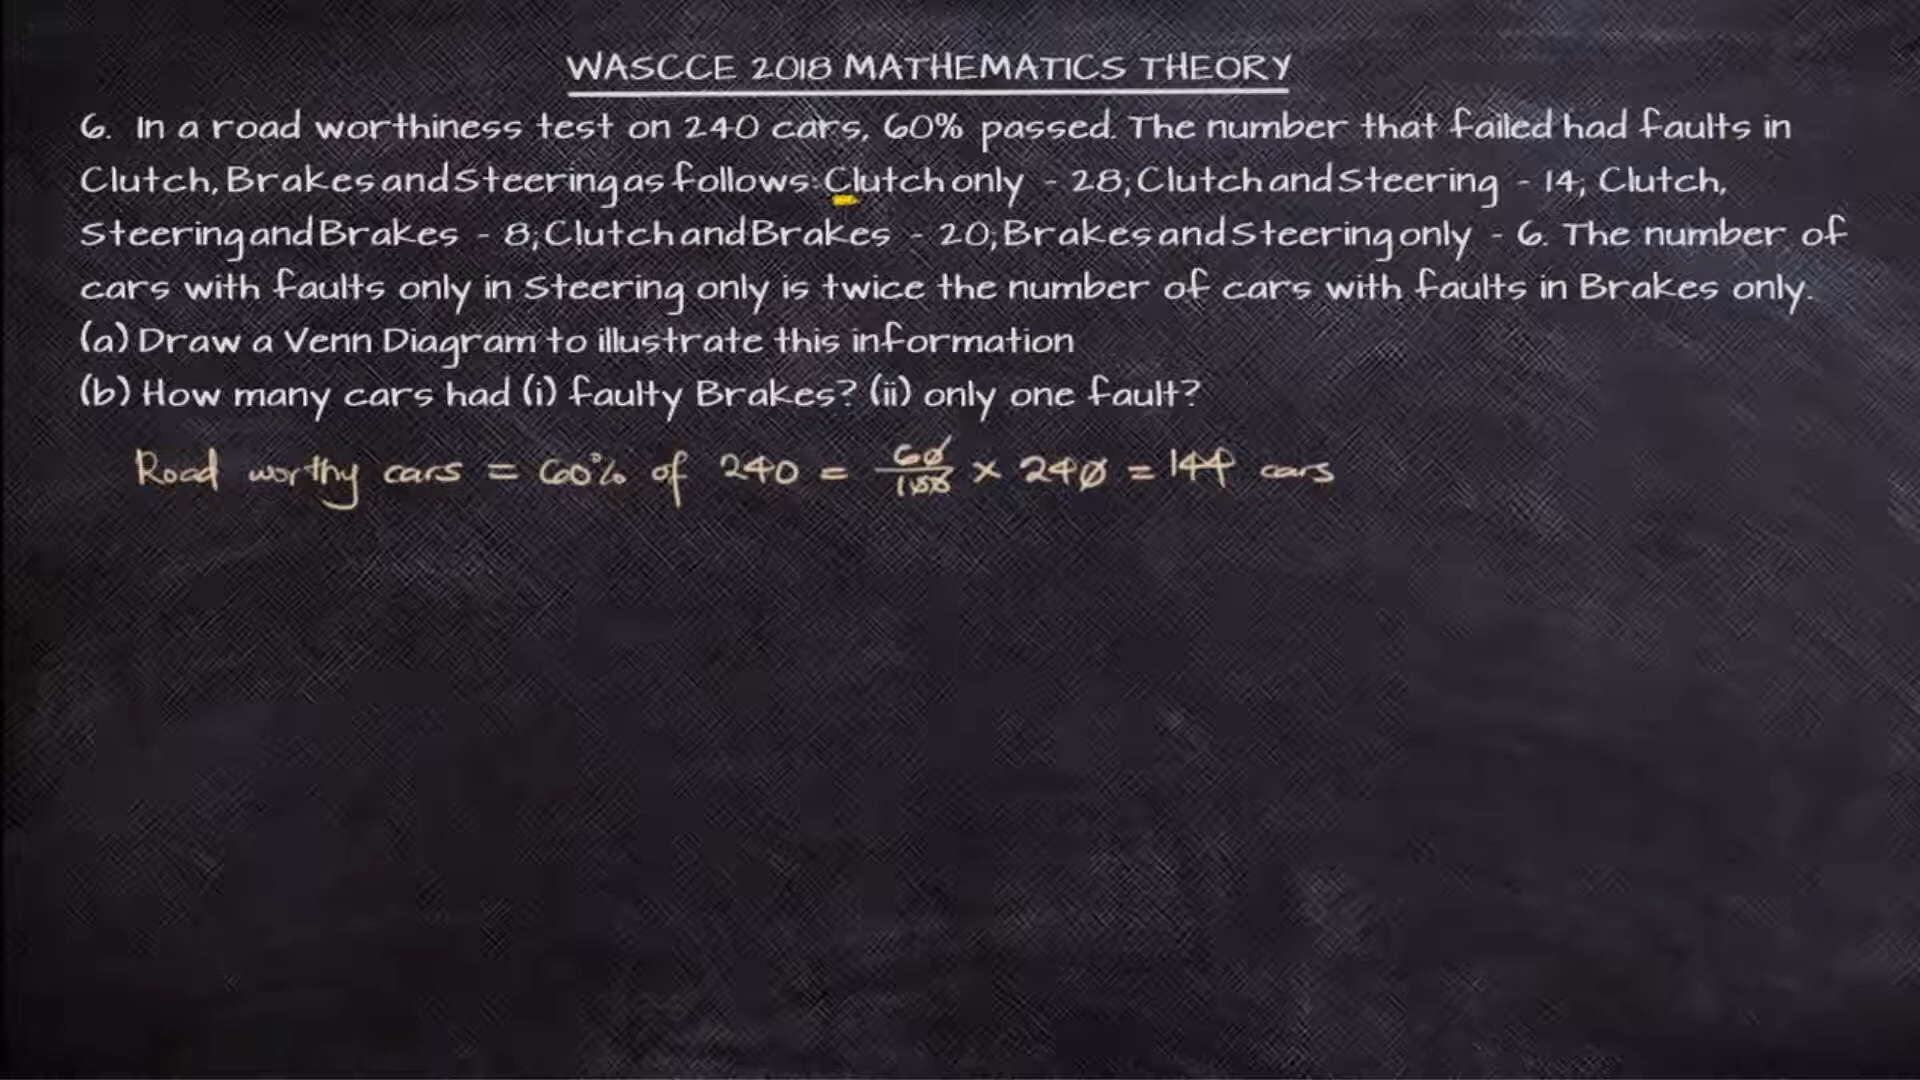 WASCCE 2018 MATHEMATICS THEORY
6. In a road worthiness test on 240 cars, 60% passed. The number that failed had faults in
Clutch, Brakes and Steering as follows: Clutch only - 28; Clutch and Steering - 14; Clutch,
Steering and Brakes - 8; Clutch and Brakes - 20; Brakes and Steering only - 6. The number of
cars with faults only in Steering only is twice the number of cars with faults in Brakes only.
(a) Draw a Venn Diagram to illustrate this information
(b) How many cars had (i) faulty Brakes? (ii) only one fault?
Road worthy cars = 60% of 240 = 60/100 × 240 = 144 cars